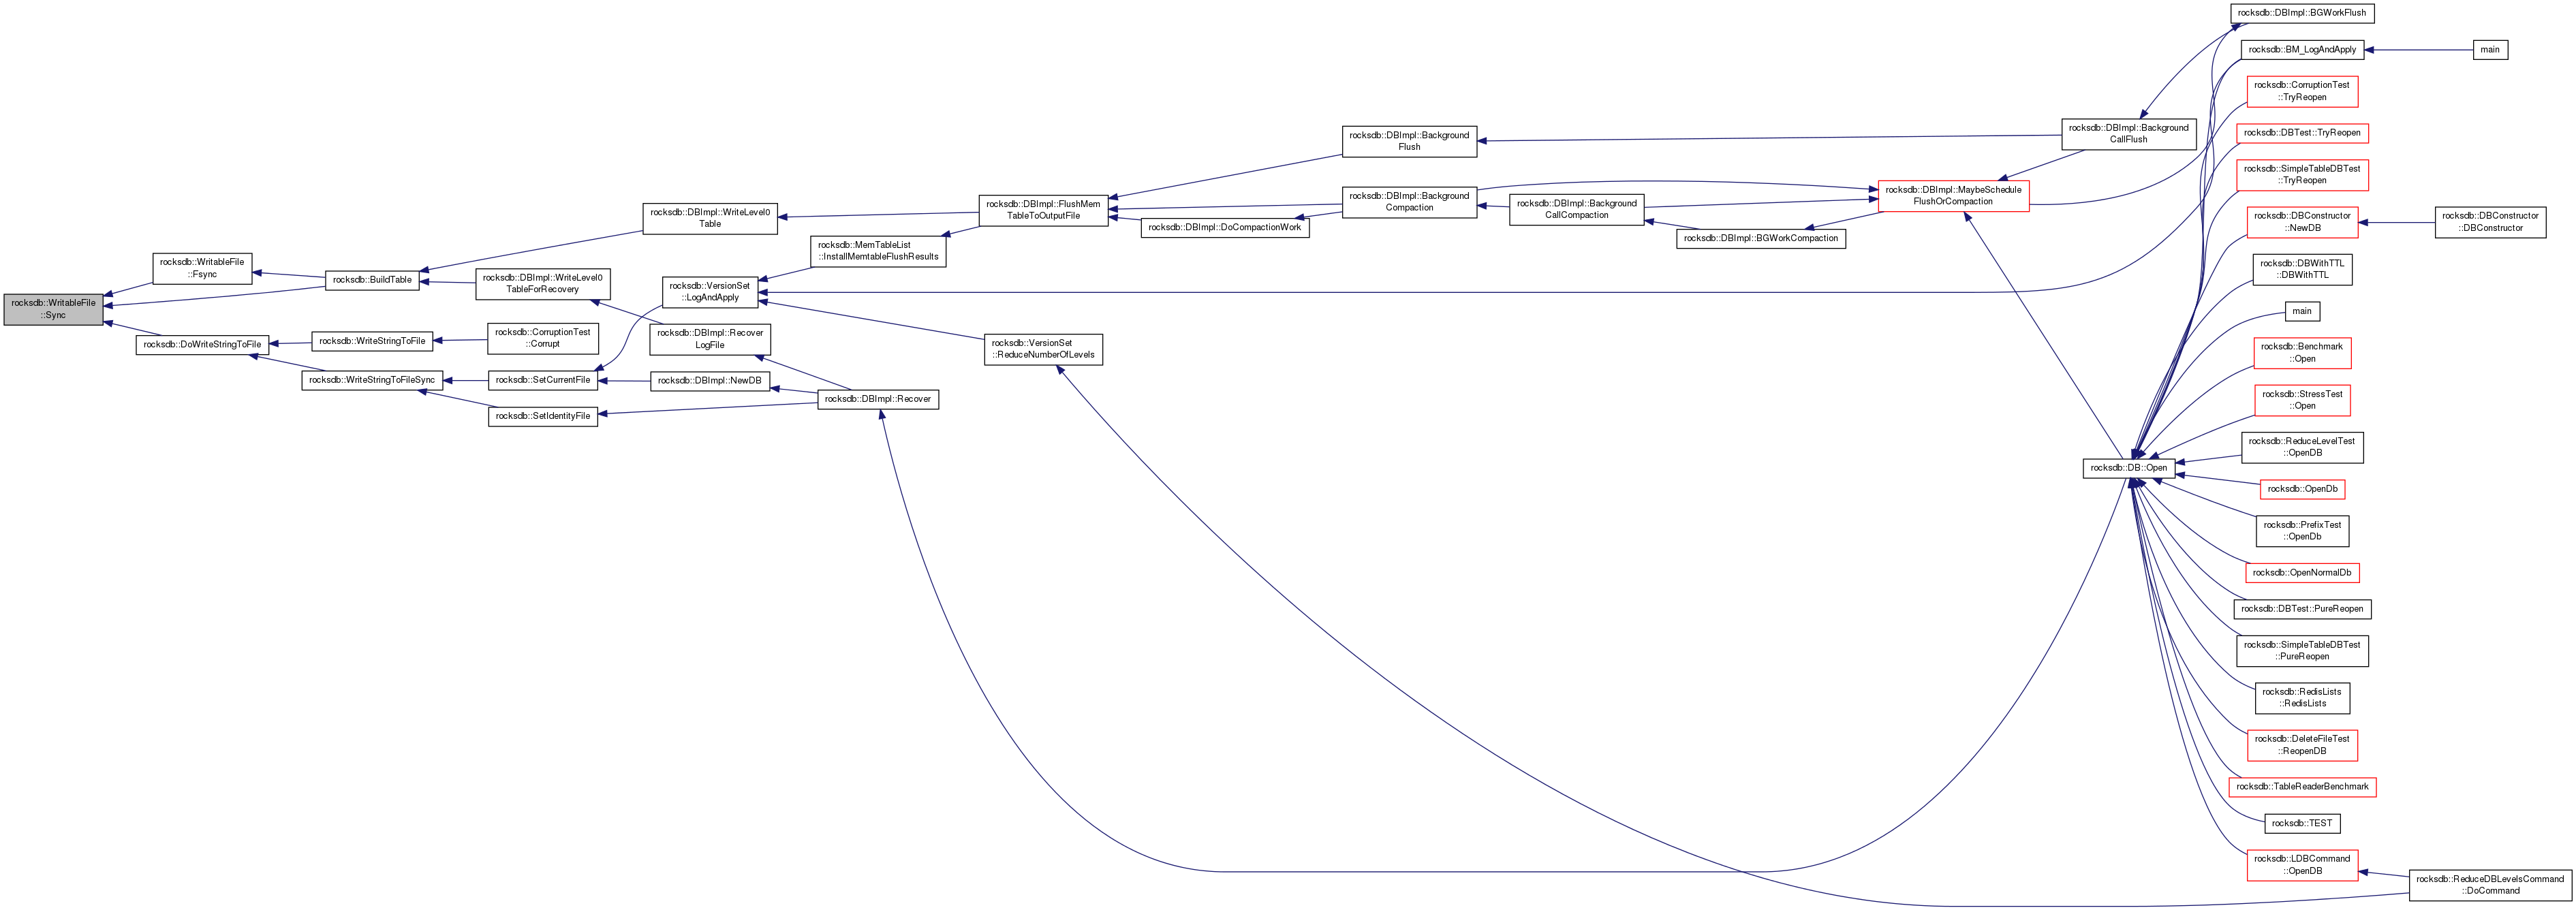 rocksdb::WritableFile
::Sync
rocksdb::WritableFile
::Fsync
rocksdb::DoWriteStringToFile
rocksdb::BuildTable
rocksdb::WriteStringToFile
rocksdb::WriteStringToFileSync
rocksdb::DBImpl::WriteLevel0
TableForRecovery
rocksdb::CorruptionTest
::Corrupt
rocksdb::SetCurrentFile
rocksdb::SetIdentityFile
rocksdb::DBImpl::WriteLevel0
Table
rocksdb::VersionSet
::LogAndApply
rocksdb::DBImpl::Recover
LogFile
rocksdb::DBImpl::NewDB
rocksdb::MemTableList
::InstallMemtableFlushResults
rocksdb::DBImpl::Recover
rocksdb::DBImpl::FlushMem
TableToOutputFile
rocksdb::VersionSet
::ReduceNumberOfLevels
rocksdb::DBImpl::DoCompactionWork
rocksdb::DBImpl::Background
Flush
rocksdb::DBImpl::Background
Compaction
rocksdb::DBImpl::Background
CallCompaction
rocksdb::DBImpl::BGWorkCompaction
rocksdb::DBImpl::MaybeSchedule
FlushOrCompaction
rocksdb::DBImpl::Background
CallFlush
rocksdb::DB::Open
rocksdb::DBImpl::BGWorkFlush
rocksdb::BM_LogAndApply
main
rocksdb::CorruptionTest
::TryReopen
rocksdb::DBTest::TryReopen
rocksdb::SimpleTableDBTest
::TryReopen
rocksdb::DBConstructor
::NewDB
rocksdb::DBConstructor
::DBConstructor
rocksdb::DBWithTTL
::DBWithTTL
main
rocksdb::Benchmark
::Open
rocksdb::StressTest
::Open
rocksdb::ReduceLevelTest
::OpenDB
rocksdb::OpenDb
rocksdb::PrefixTest
::OpenDb
rocksdb::OpenNormalDb
rocksdb::DBTest::PureReopen
rocksdb::SimpleTableDBTest
::PureReopen
rocksdb::RedisLists
::RedisLists
rocksdb::DeleteFileTest
::ReopenDB
rocksdb::TableReaderBenchmark
rocksdb::TEST
rocksdb::LDBCommand
::OpenDB
rocksdb::ReduceDBLevelsCommand
::DoCommand